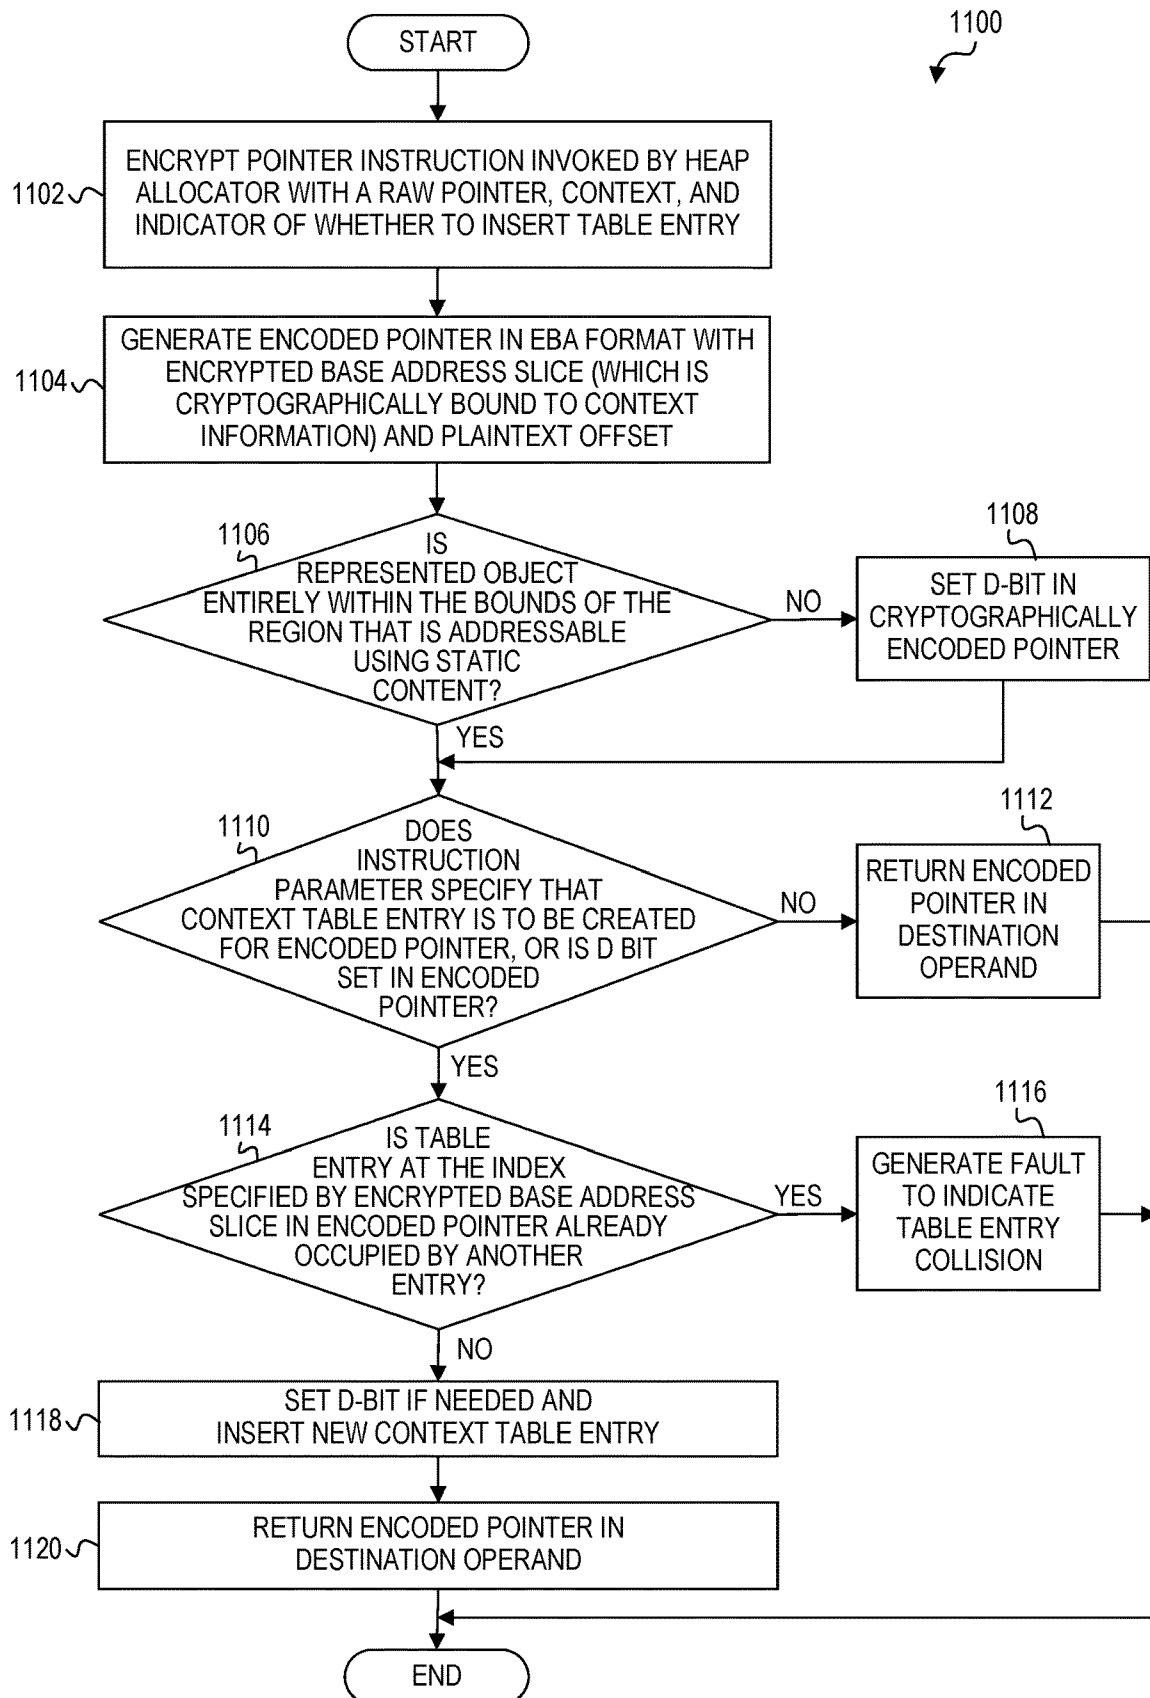 START
1100
1102
ENCRYPT POINTER INSTRUCTION INVOKED BY HEAP
ALLOCATOR WITH A RAW POINTER, CONTEXT, AND
INDICATOR OF WHETHER TO INSERT TABLE ENTRY
1104
GENERATE ENCODED POINTER IN EBA FORMAT WITH
ENCRYPTED BASE ADDRESS SLICE (WHICH IS
CRYPTOGRAPHICALLY BOUND TO CONTEXT
INFORMATION) AND PLAINTEXT OFFSET
1106
IS
REPRESENTED OBJECT
ENTIRELY WITHIN THE BOUNDS OF THE
REGION THAT IS ADDRESSABLE
USING STATIC
CONTENT?
NO
1108
SET D-BIT IN
CRYPTOGRAPHICALLY
ENCODED POINTER
YES
1110
DOES
INSTRUCTION
PARAMETER SPECIFY THAT
CONTEXT TABLE ENTRY IS TO BE CREATED
FOR ENCODED POINTER, OR IS D BIT
SET IN ENCODED
POINTER?
NO
1112
RETURN ENCODED
POINTER IN
DESTINATION
OPERAND
YES
1114
IS TABLE
ENTRY AT THE INDEX
SPECIFIED BY ENCRYPTED BASE ADDRESS
SLICE IN ENCODED POINTER ALREADY
OCCUPIED BY ANOTHER
ENTRY?
YES
1116
GENERATE FAULT
TO INDICATE
TABLE ENTRY
COLLISION
NO
1118
SET D-BIT IF NEEDED AND
INSERT NEW CONTEXT TABLE ENTRY
1120
RETURN ENCODED POINTER IN
DESTINATION OPERAND
END